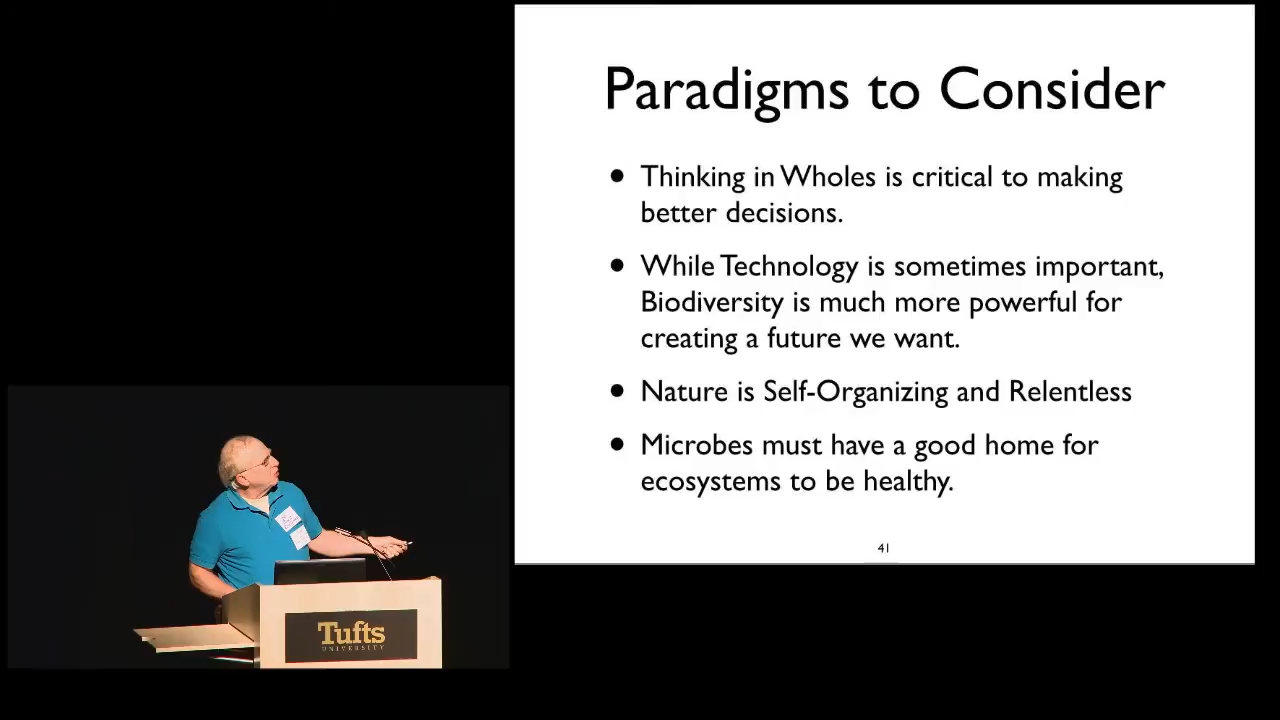 Paradigms to Consider
• Thinking in Wholes is critical to making
better decisions.
• While Technology is sometimes important,
Biodiversity is much more powerful for
creating a future we want.
• Nature is Self-Organizing and Relentless
• Microbes must have a good home for
ecosystems to be healthy.
41
Tufts
UNIVERSITY